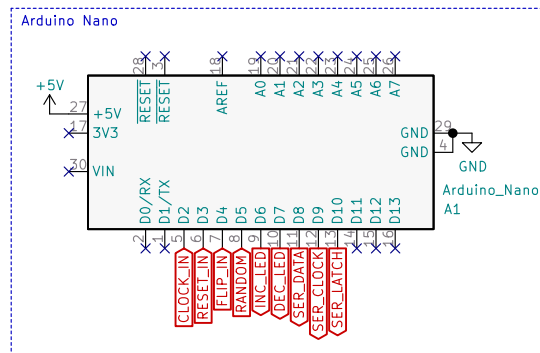 Arduino Nano
28 3 18 19 20 21 22 23 24 25 26
RESET RESET AREF A0 A1 A2 A3 A4 A5 A6 A7
+5V
27 +5V
17 3V3
30 VIN
GND 29
GND 4
GND
Arduino_Nano
A1
D0/RX D1/TX D2 D3 D4 D5 D6 D7 D8 D9 D10 D11 D12 D13
2 1 5 6 7 8 9 10 11 12 13 14 15 16
CLOCK_IN RESET_IN FLIP_IN RANDOM INC_LED DEC_LED SER_DATA SER_CLOCK SER_LATCH